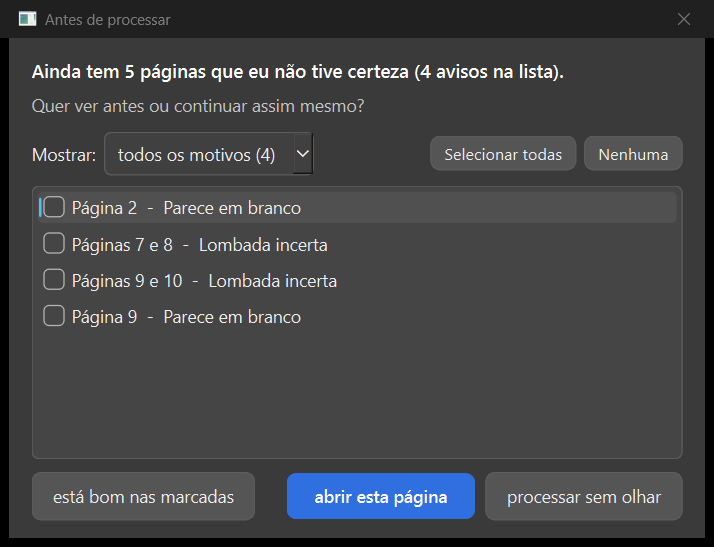 Antes de processar
Ainda tem 5 páginas que eu não tive certeza (4 avisos na lista).
Quer ver antes ou continuar assim mesmo?
Mostrar: todos os motivos (4) Selecionar todas Nenhuma
Página 2 - Parece em branco
Páginas 7 e 8 - Lombada incerta
Páginas 9 e 10 - Lombada incerta
Página 9 - Parece em branco
está bom nas marcadas abrir esta página processar sem olhar